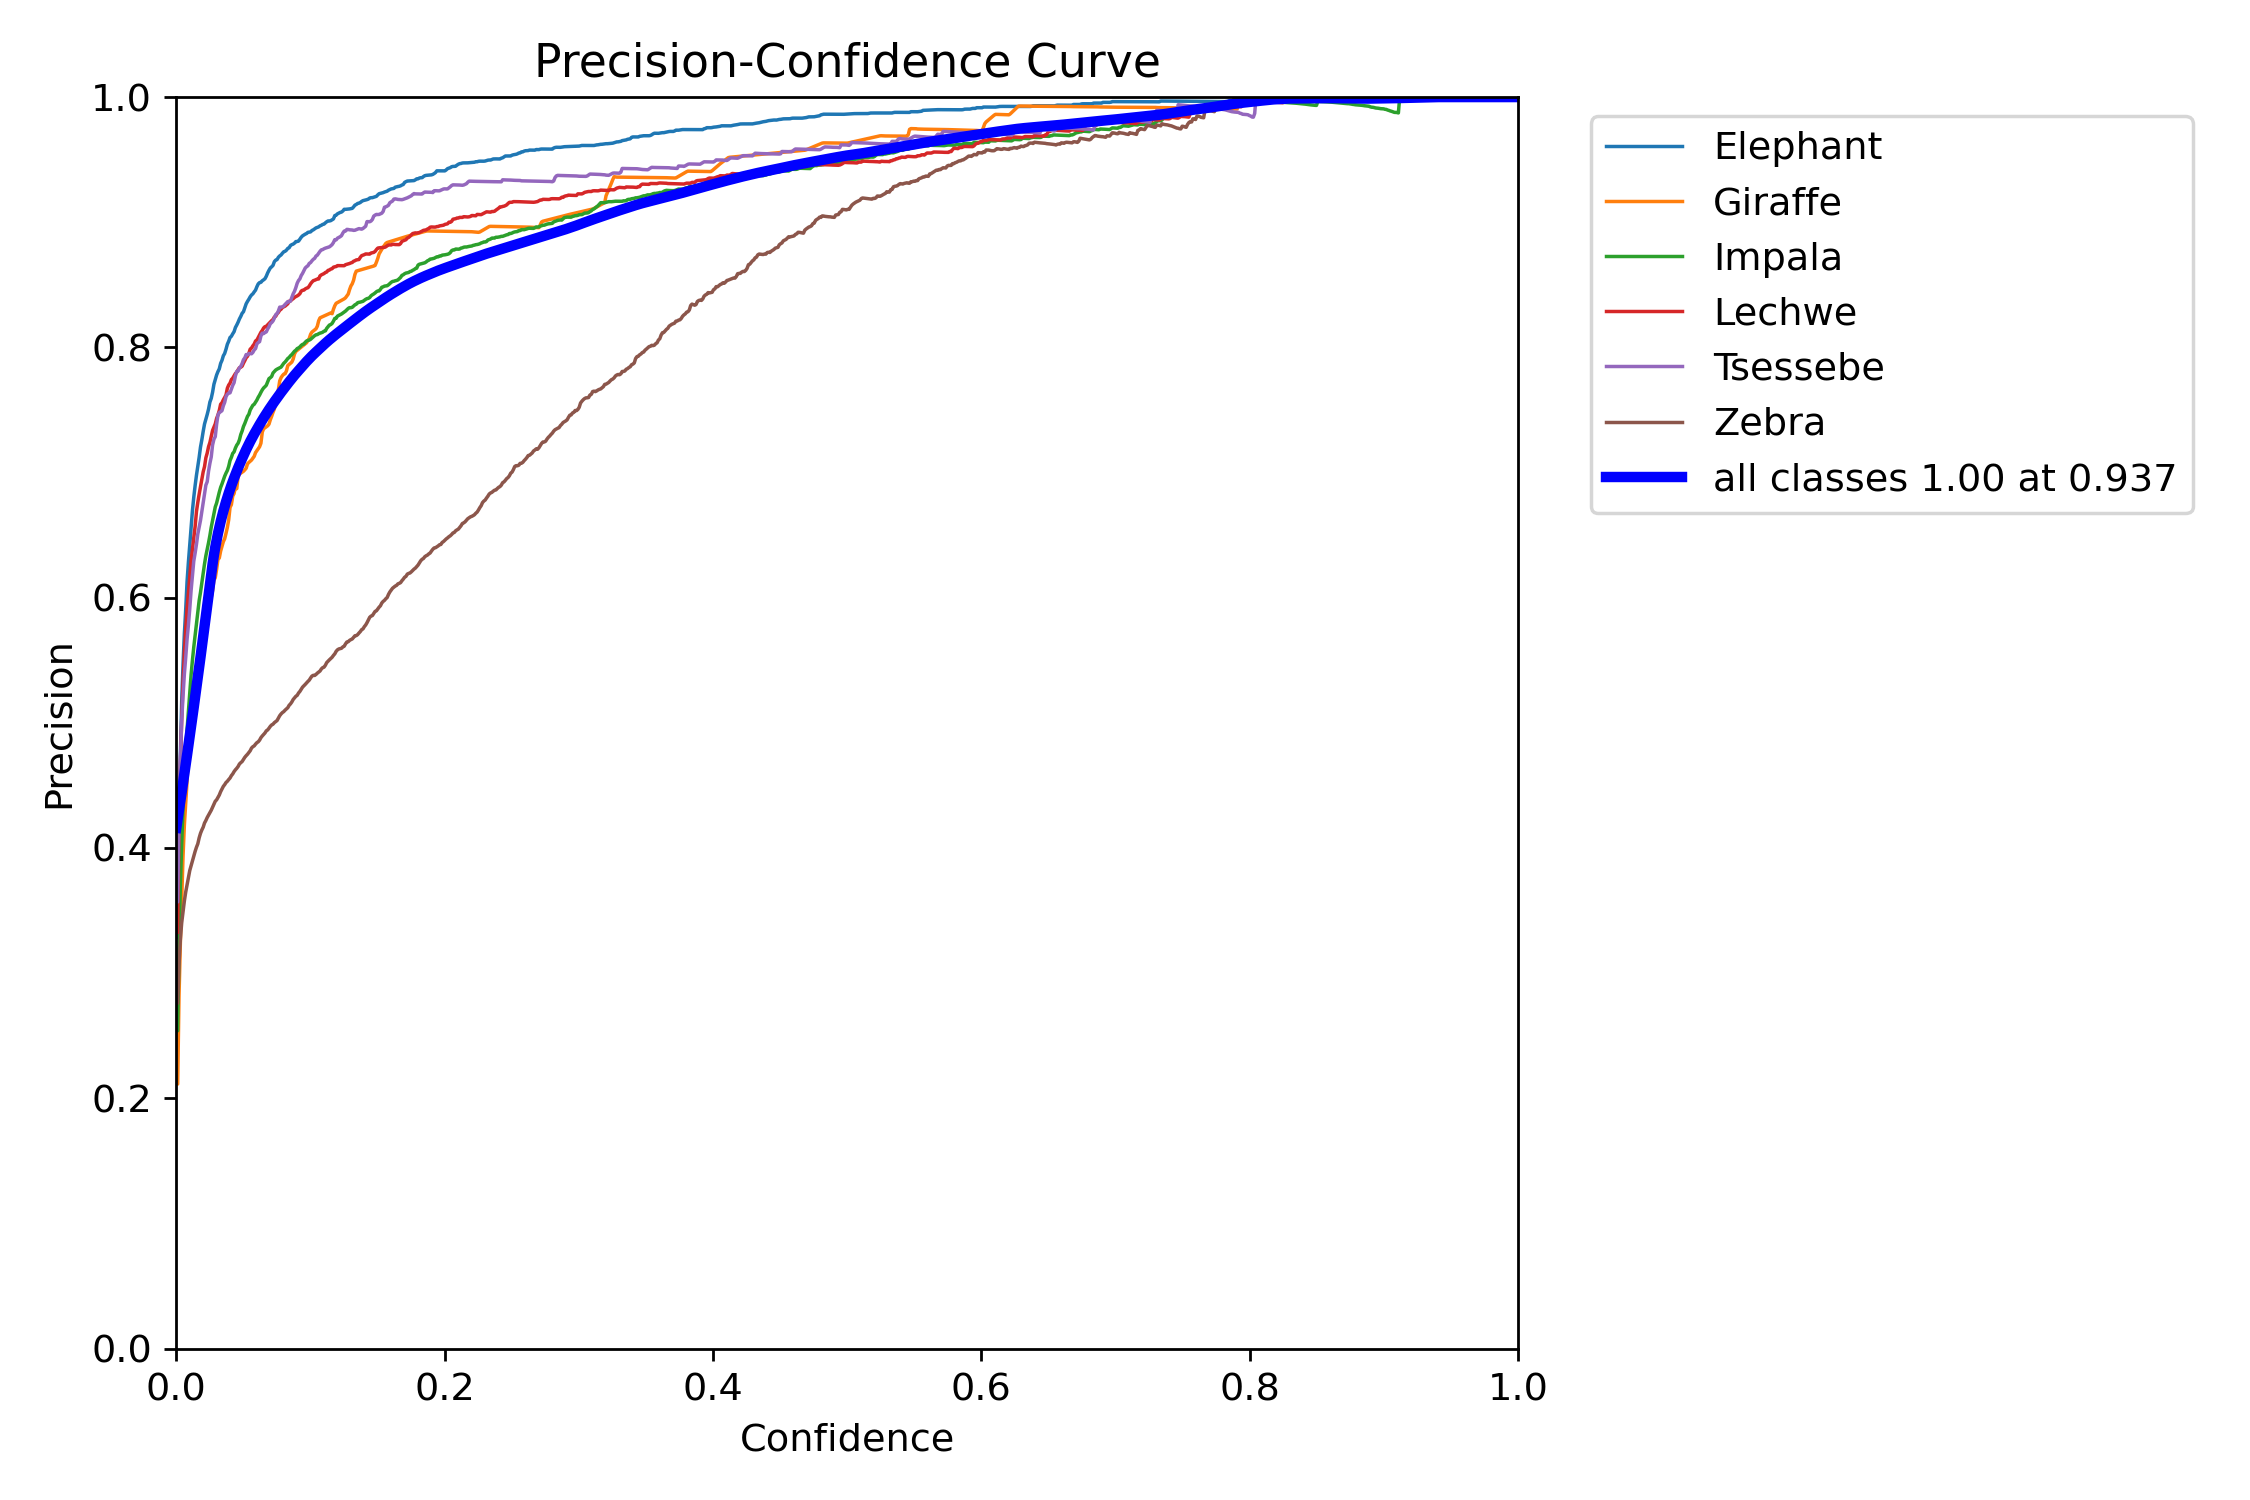 Precision-Confidence Curve
1.0
0.8
0.6
0.4
0.2
0.0
Precision
0.0 0.2 0.4 0.6 0.8 1.0
Confidence
Elephant
Giraffe
Impala
Lechwe
Tsessebe
Zebra
all classes 1.00 at 0.937